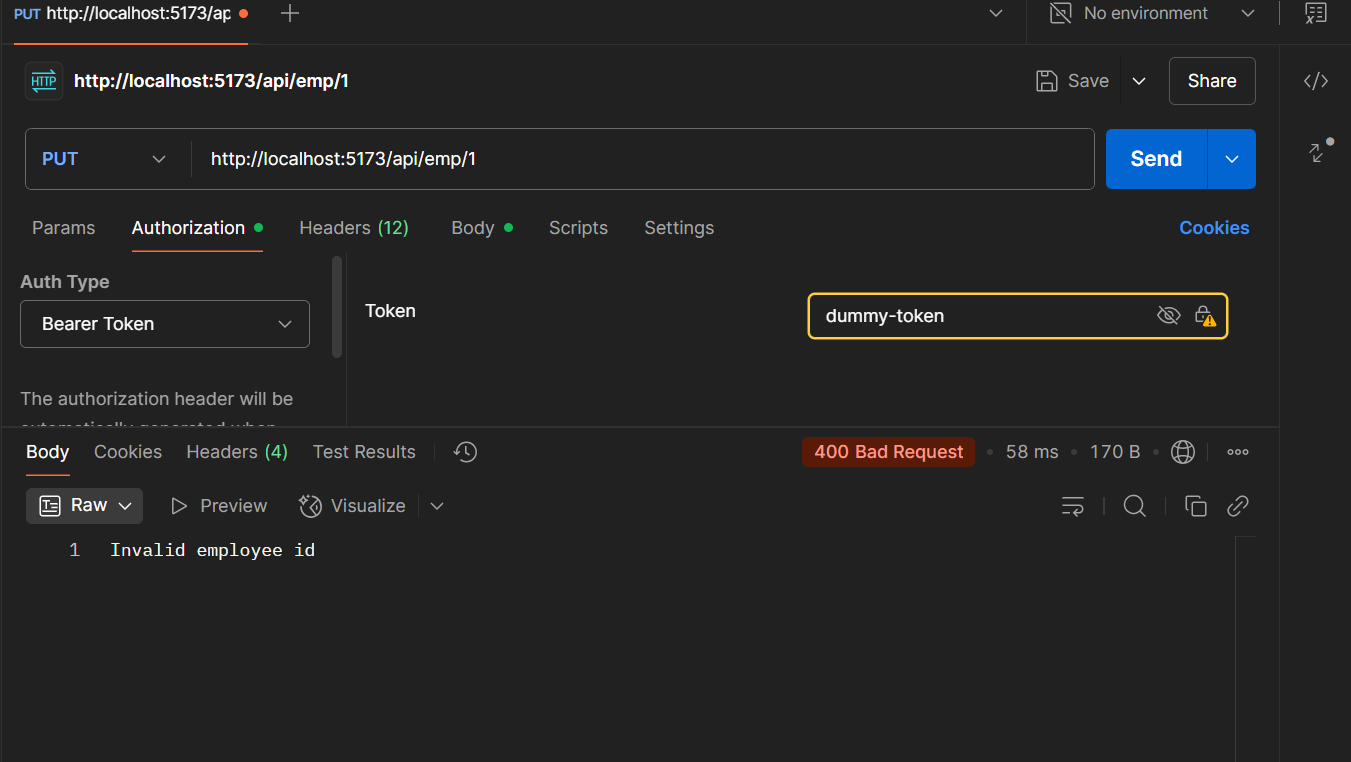 PUT http://localhost:5173/ap
No environment
HTTP http://localhost:5173/api/emp/1
Save
Share
PUT http://localhost:5173/api/emp/1
Send
Params Authorization Headers (12) Body Scripts Settings Cookies
Auth Type
Bearer Token
Token
dummy-token
The authorization header will be
automatically generated when
Body Cookies Headers (4) Test Results
400 Bad Request 58 ms 170 B
Raw Preview Visualize
1 Invalid employee id